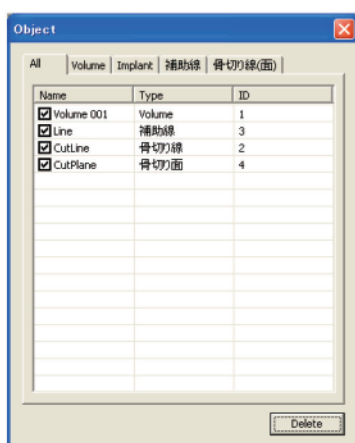 Object
All Volume Implant 補助線 骨切り線(面)
Name Type ID
Volume 001 Volume 1
Line 補助線 3
CutLine 骨切り線 2
CutPlane 骨切り面 4
Delete